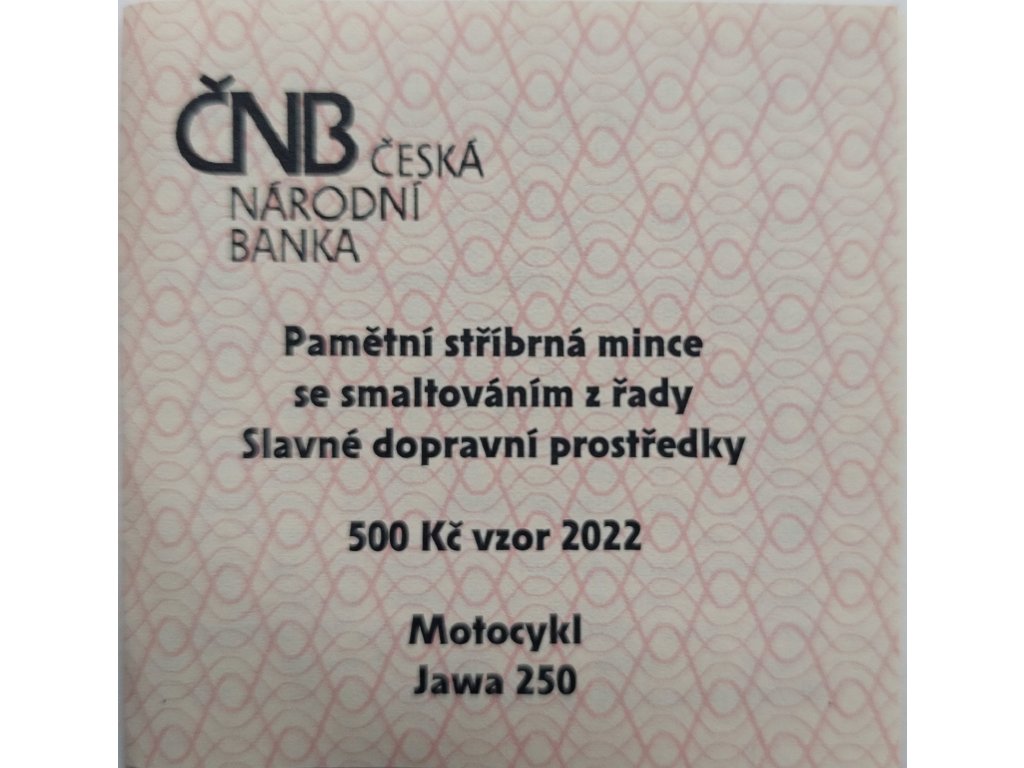 ČNB ČESKÁ
NÁRODNÍ
BANKA
Pamětní stříbrná mince
se smaltováním z řady
Slavné dopravní prostředky
500 Kč vzor 2022
Motocykl
Jawa 250